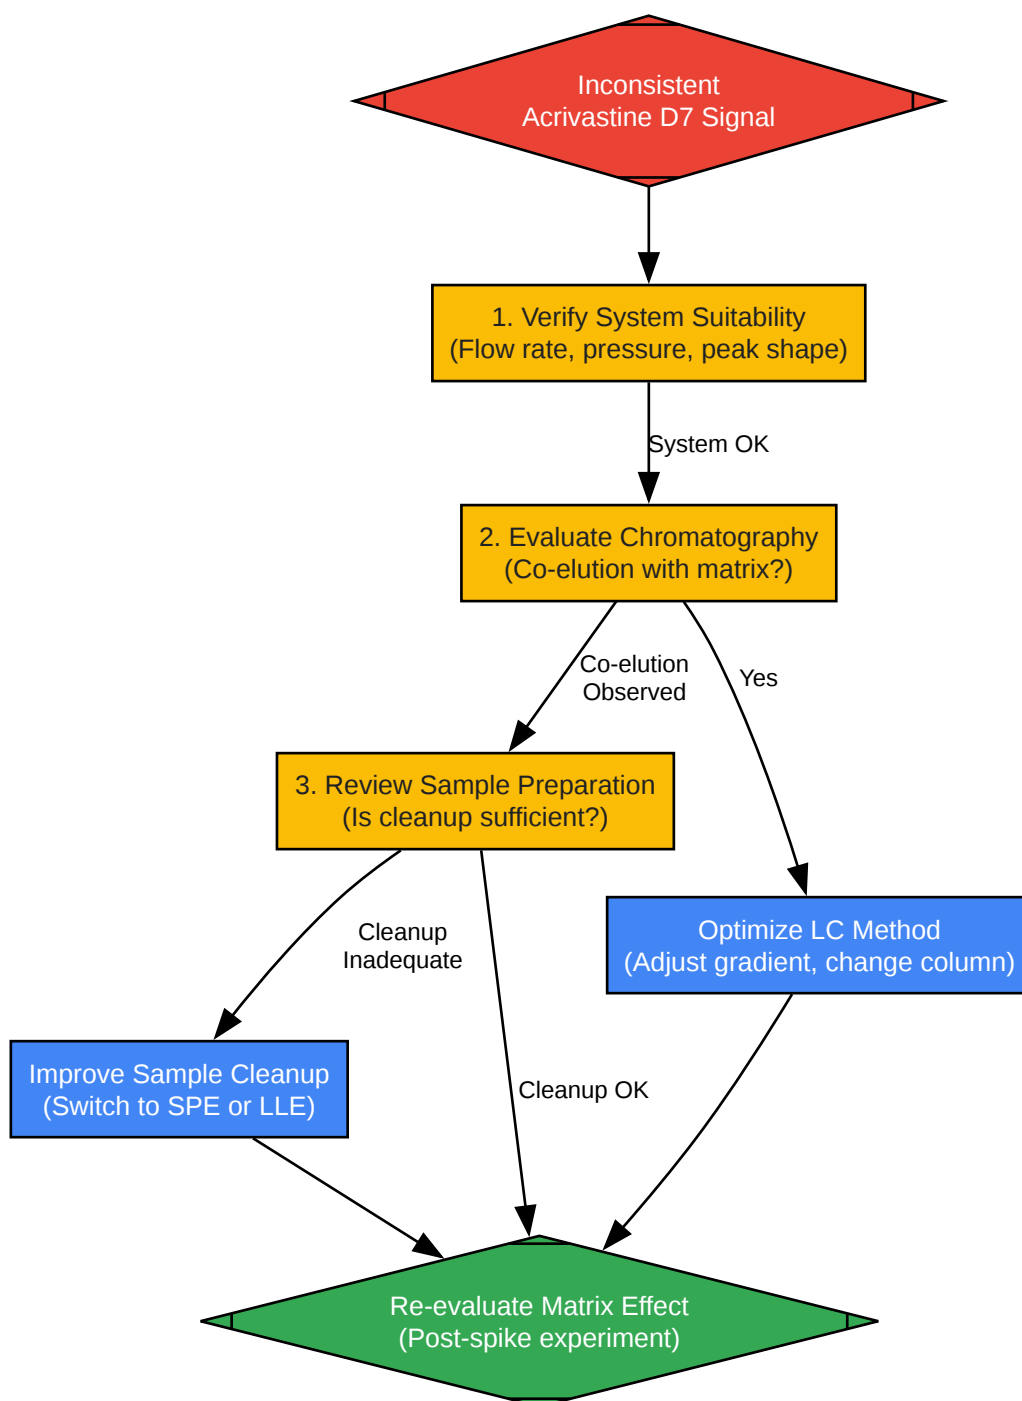 Inconsistent
Acrivastine D7 Signal
1. Verify System Suitability
(Flow rate, pressure, peak shape)
System OK
2. Evaluate Chromatography
(Co-elution with matrix?)
Co-elution
Observed
Yes
3. Review Sample Preparation
(Is cleanup sufficient?)
Optimize LC Method
(Adjust gradient, change column)
Cleanup
Inadequate
Improve Sample Cleanup
(Switch to SPE or LLE)
Cleanup OK
Re-evaluate Matrix Effect
(Post-spike experiment)